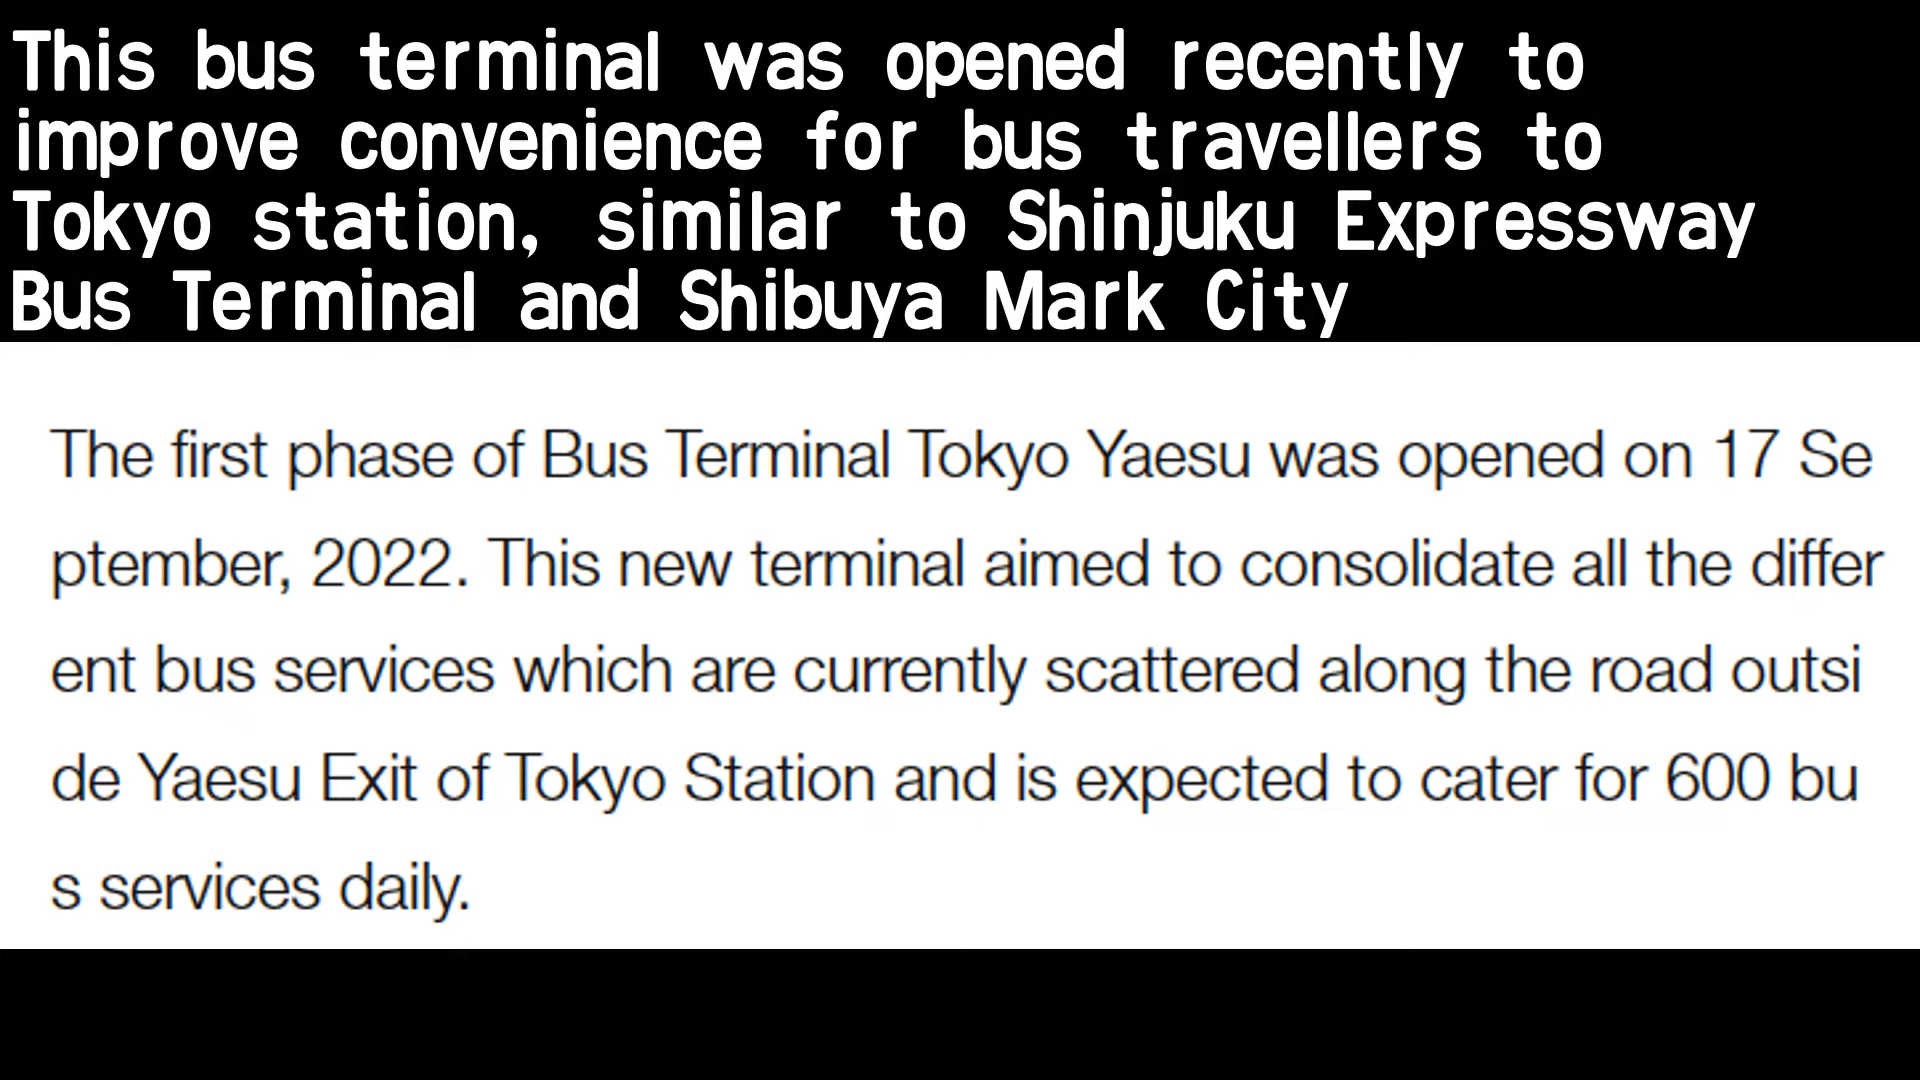 This bus terminal was opened recently to
improve convenience for bus travellers to
Tokyo station, similar to Shinjuku Expressway
Bus Terminal and Shibuya Mark City
The first phase of Bus Terminal Tokyo Yaesu was opened on 17 Se
ptember, 2022. This new terminal aimed to consolidate all the differ
ent bus services which are currently scattered along the road outsi
de Yaesu Exit of Tokyo Station and is expected to cater for 600 bu
s services daily.